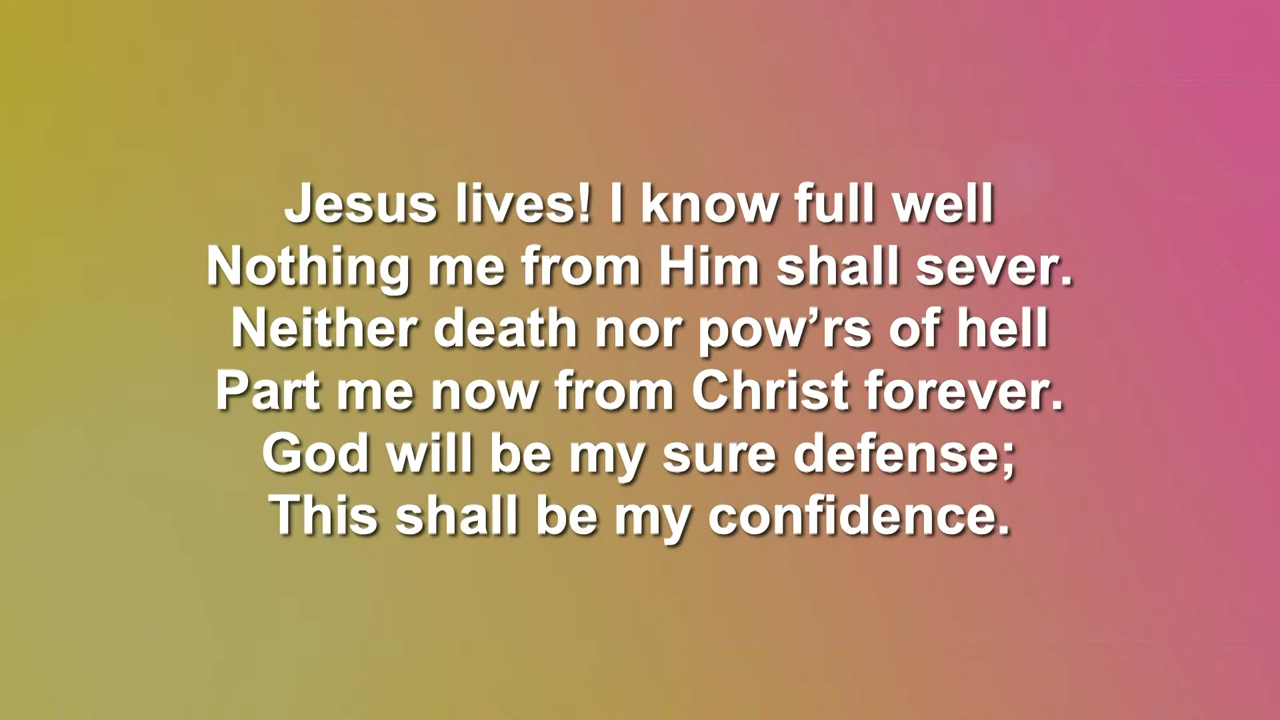 Jesus lives! I know full well
Nothing me from Him shall sever.
Neither death nor pow’rs of hell
Part me now from Christ forever.
God will be my sure defense;
This shall be my confidence.